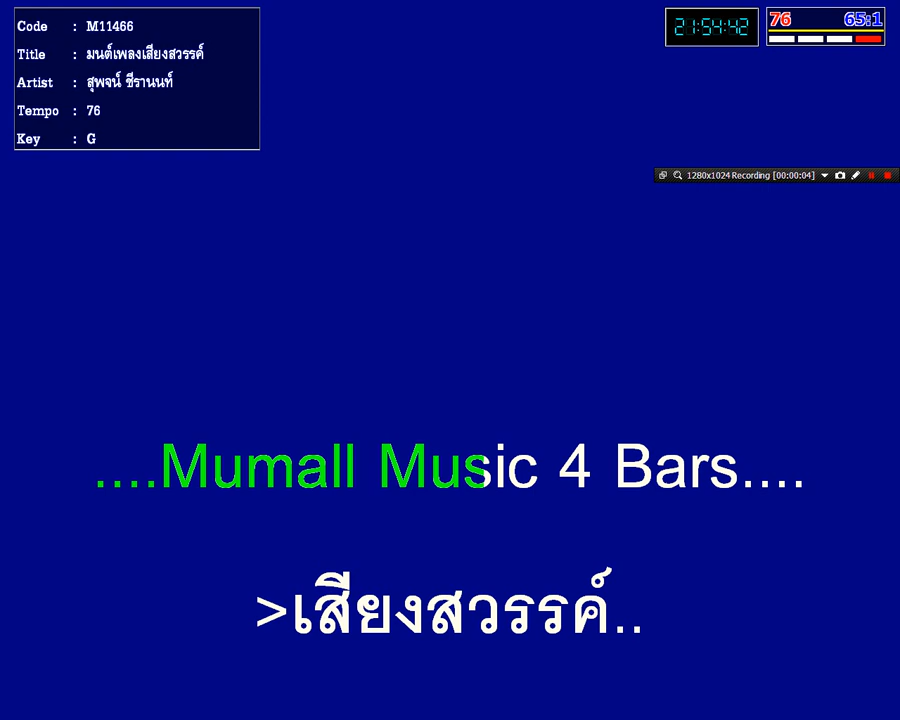 Code : M11466
Title : มนต์เพลงเสียงสวรรค์
Artist : สุพจน์ ชีรานนท์
Tempo : 76
Key : G
21:54:42
76 65:1
1280x1024 Recording [00:00:04]
....Mumall Music 4 Bars....
>เสียงสวรรค์..